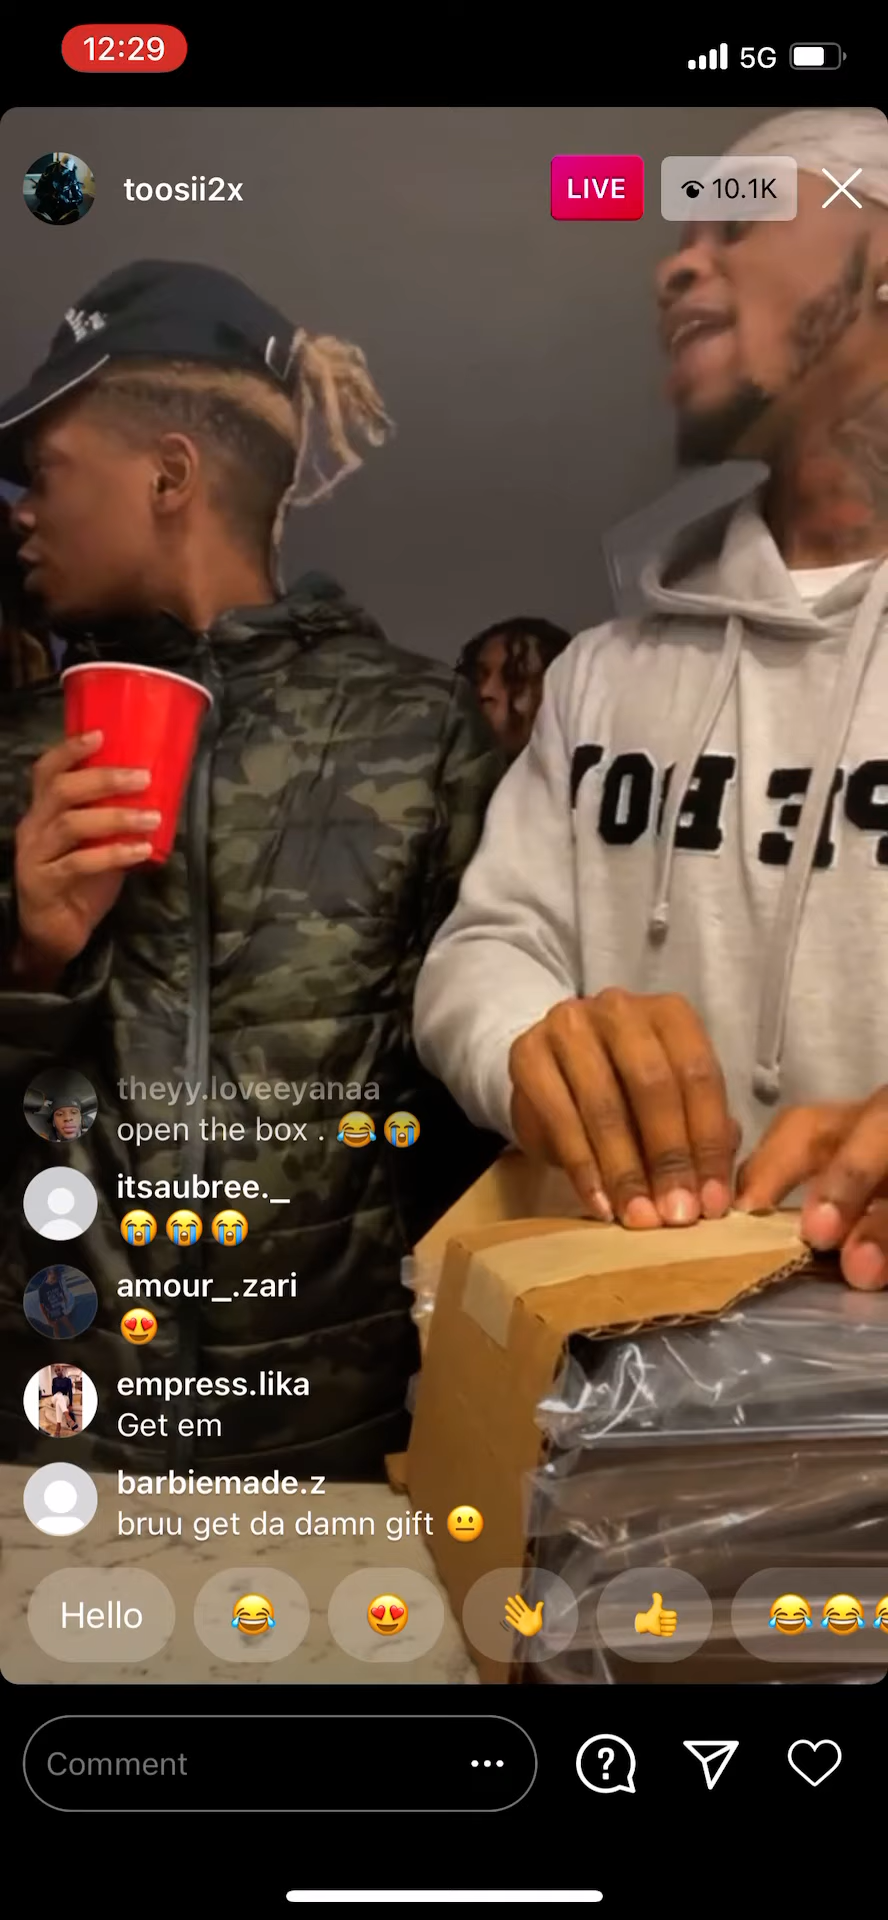 12:29
5G
toosii2x
LIVE
10.1K
theyy.loveeyanaa
open the box . 😂😭
itsaubree._
😭😭😭
amour_.zari
😍
empress.lika
Get em
barbiemade.z
bruu get da damn gift 😐
Hello 😂 😍 👋 👍 😂😂😂
Comment